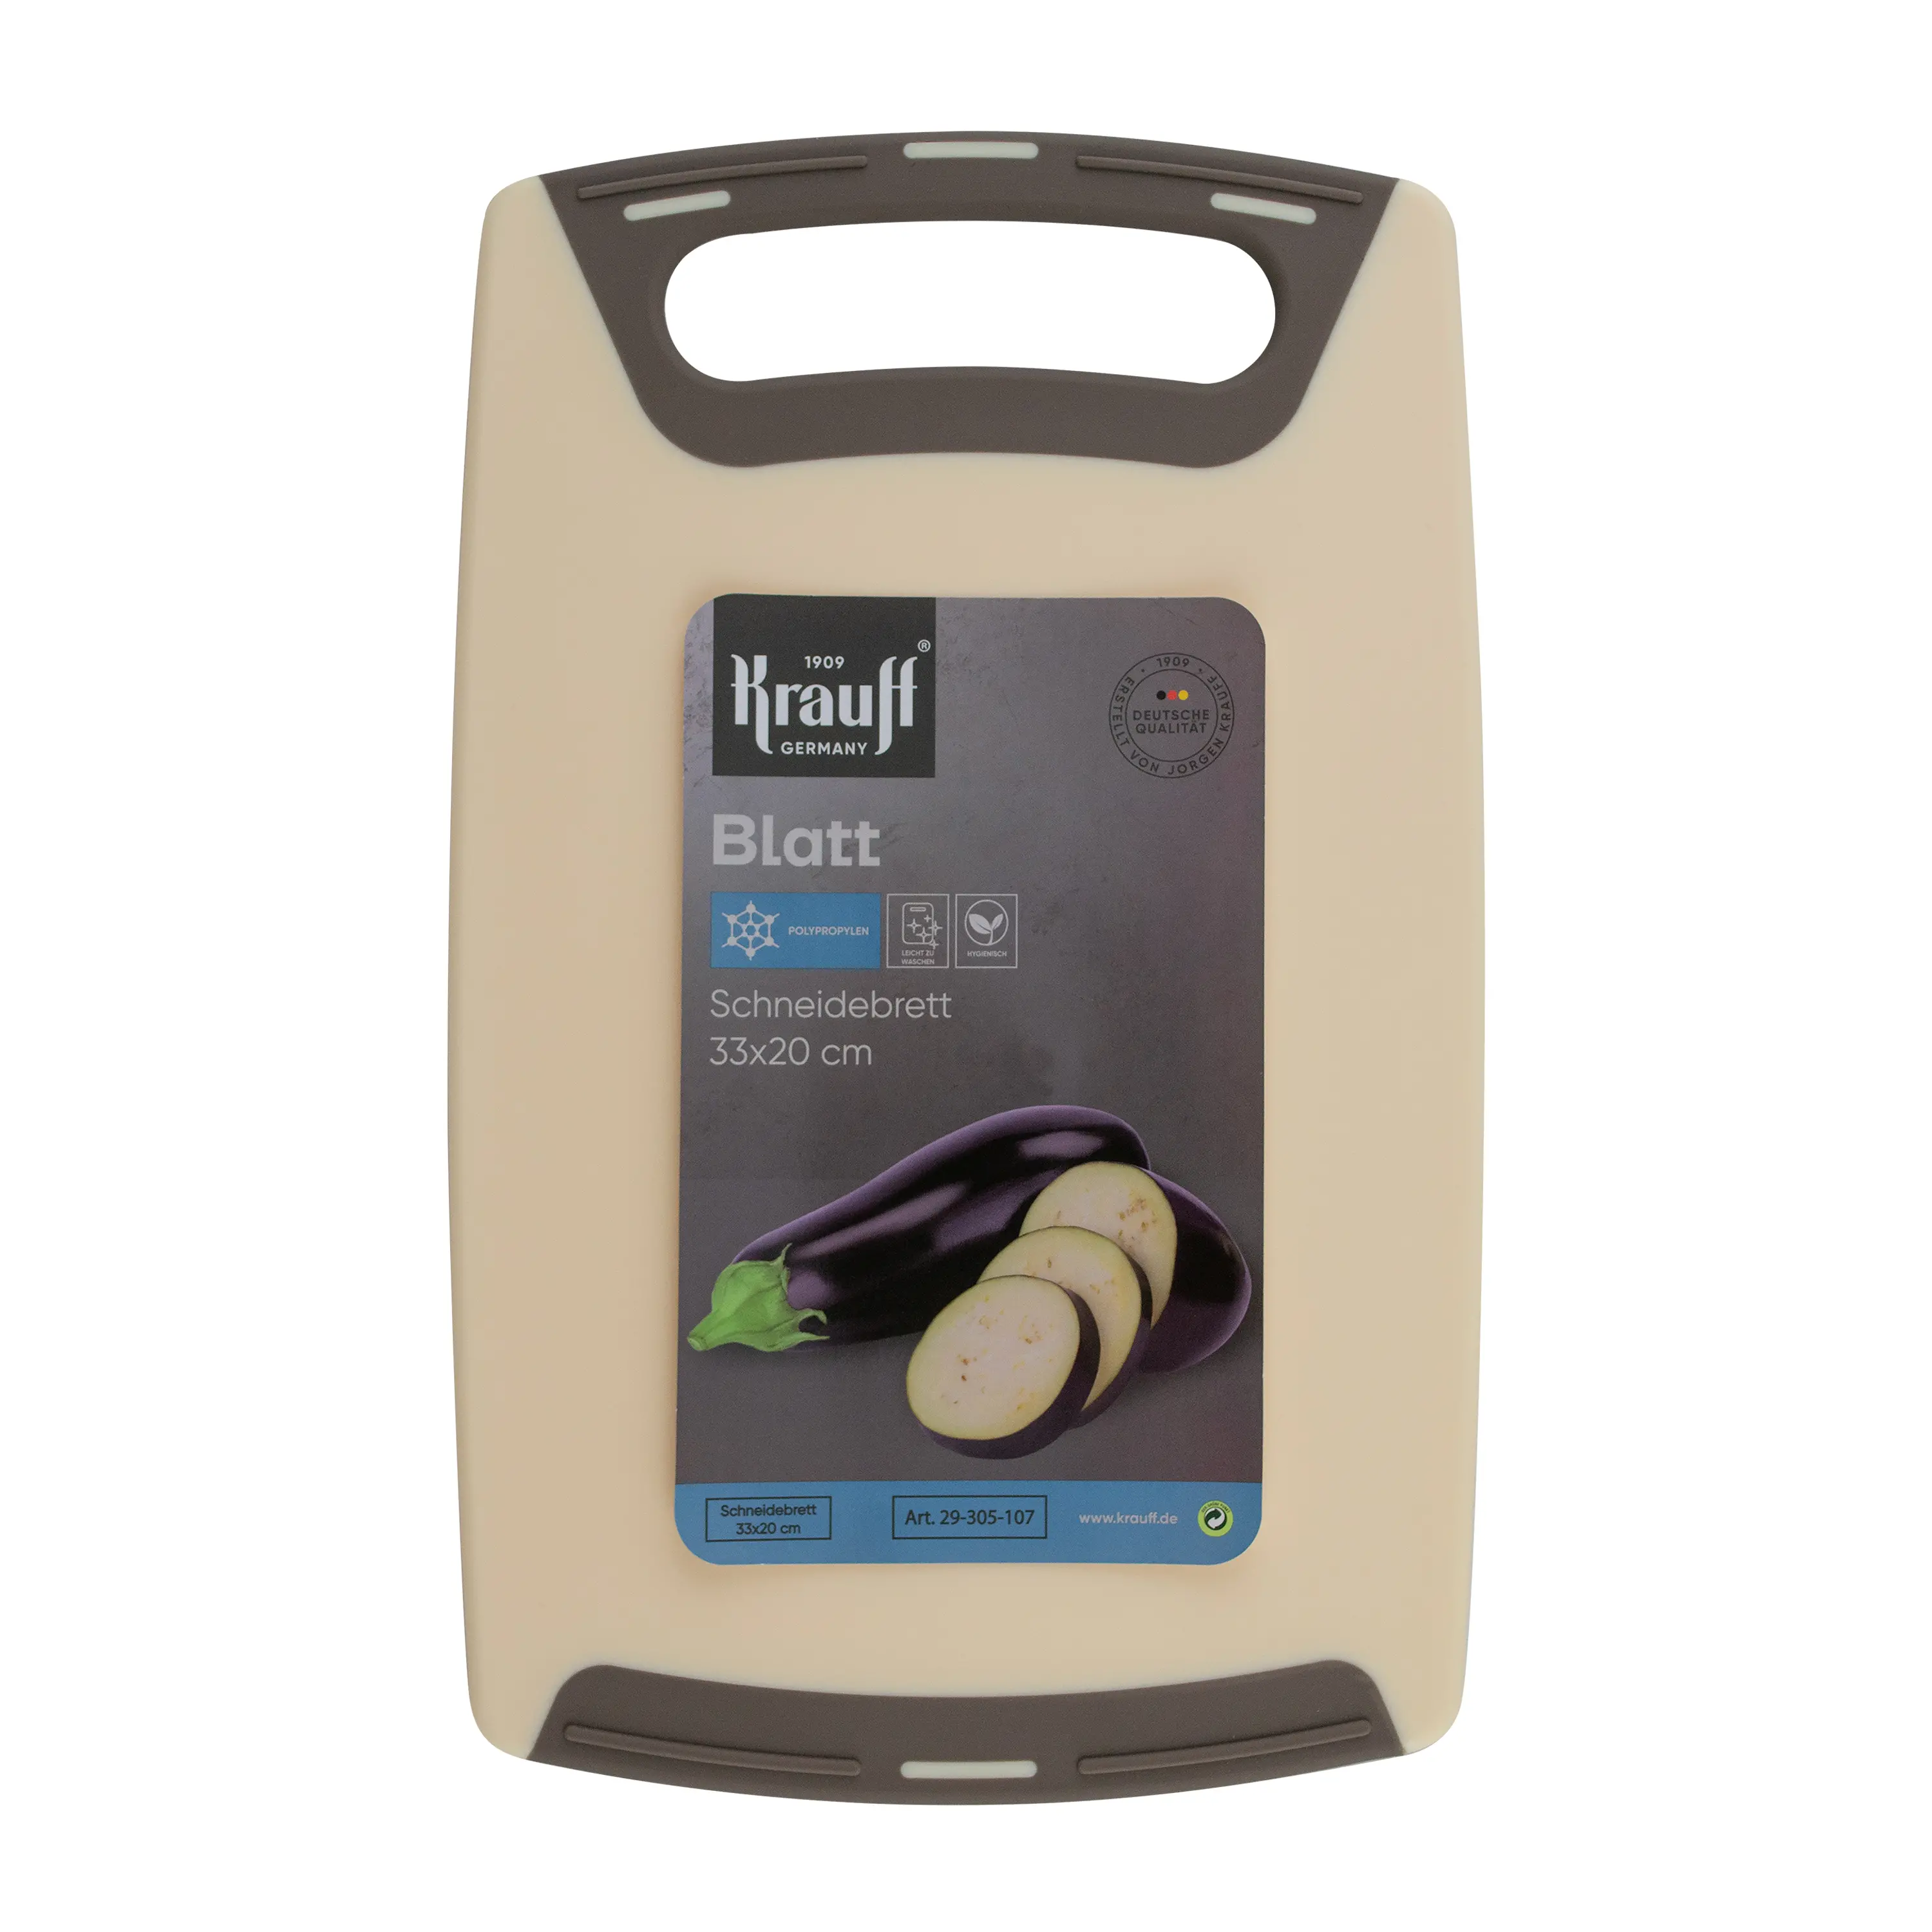 1909
Krauff®
GERMANY
1909
ERSTELLT VON JORGEN KRAUFF
DEUTSCHE
QUALITÄT
Blatt
POLYPROPYLEN
LEICHT ZU
WASCHEN
HYGIENISCH
Schneidebrett
33x20 cm
Schneidebrett
33x20 cm
Art. 29-305-107
www.krauff.de